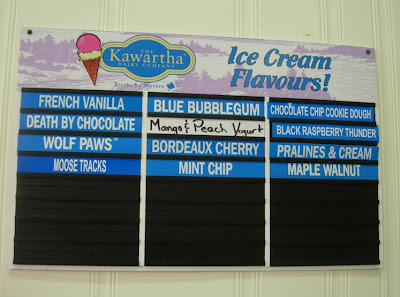 THE
Kawartha
DAIRY COMPANY
Fresh. By Nature
Ice Cream
Flavours!
FRENCH VANILLA
DEATH BY CHOCOLATE
WOLF PAWS™
MOOSE TRACKS
BLUE BUBBLEGUM
Mango & Peach Yogurt
BORDEAUX CHERRY
MINT CHIP
CHOCOLATE CHIP COOKIE DOUGH
BLACK RASPBERRY THUNDER
PRALINES & CREAM
MAPLE WALNUT